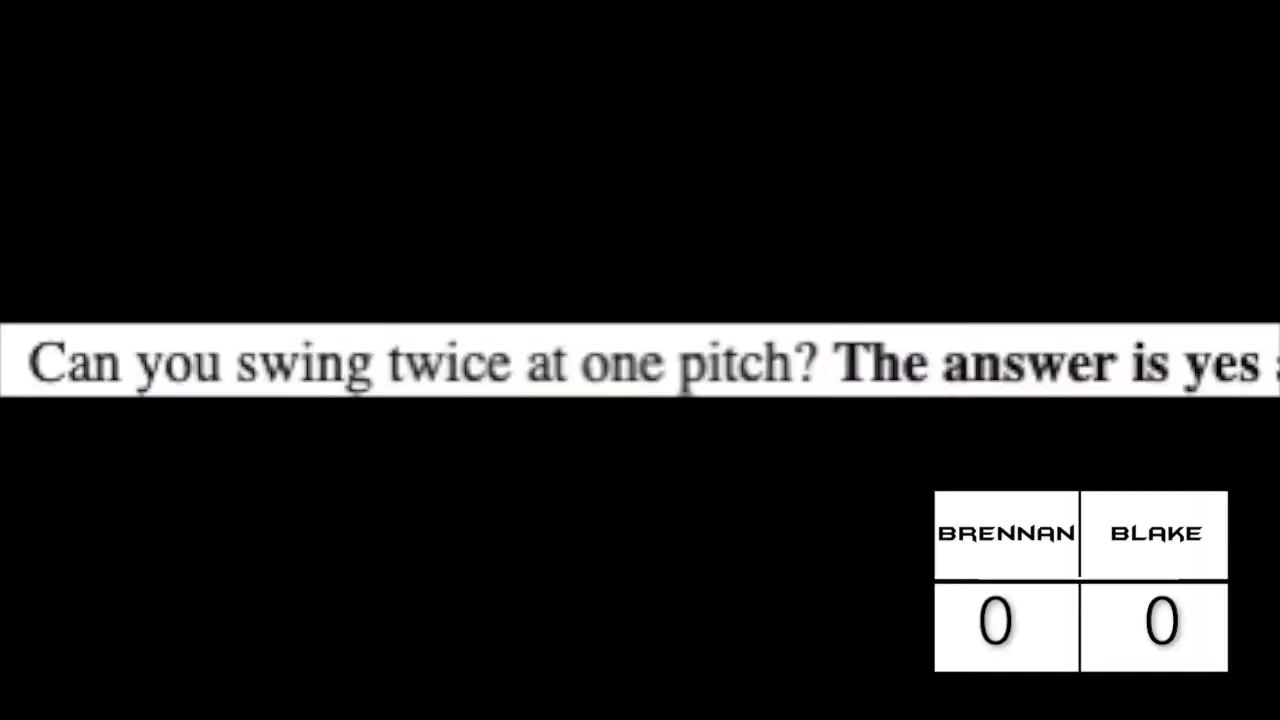 Can you swing twice at one pitch? The answer is yes
BRENNAN BLAKE
0 0